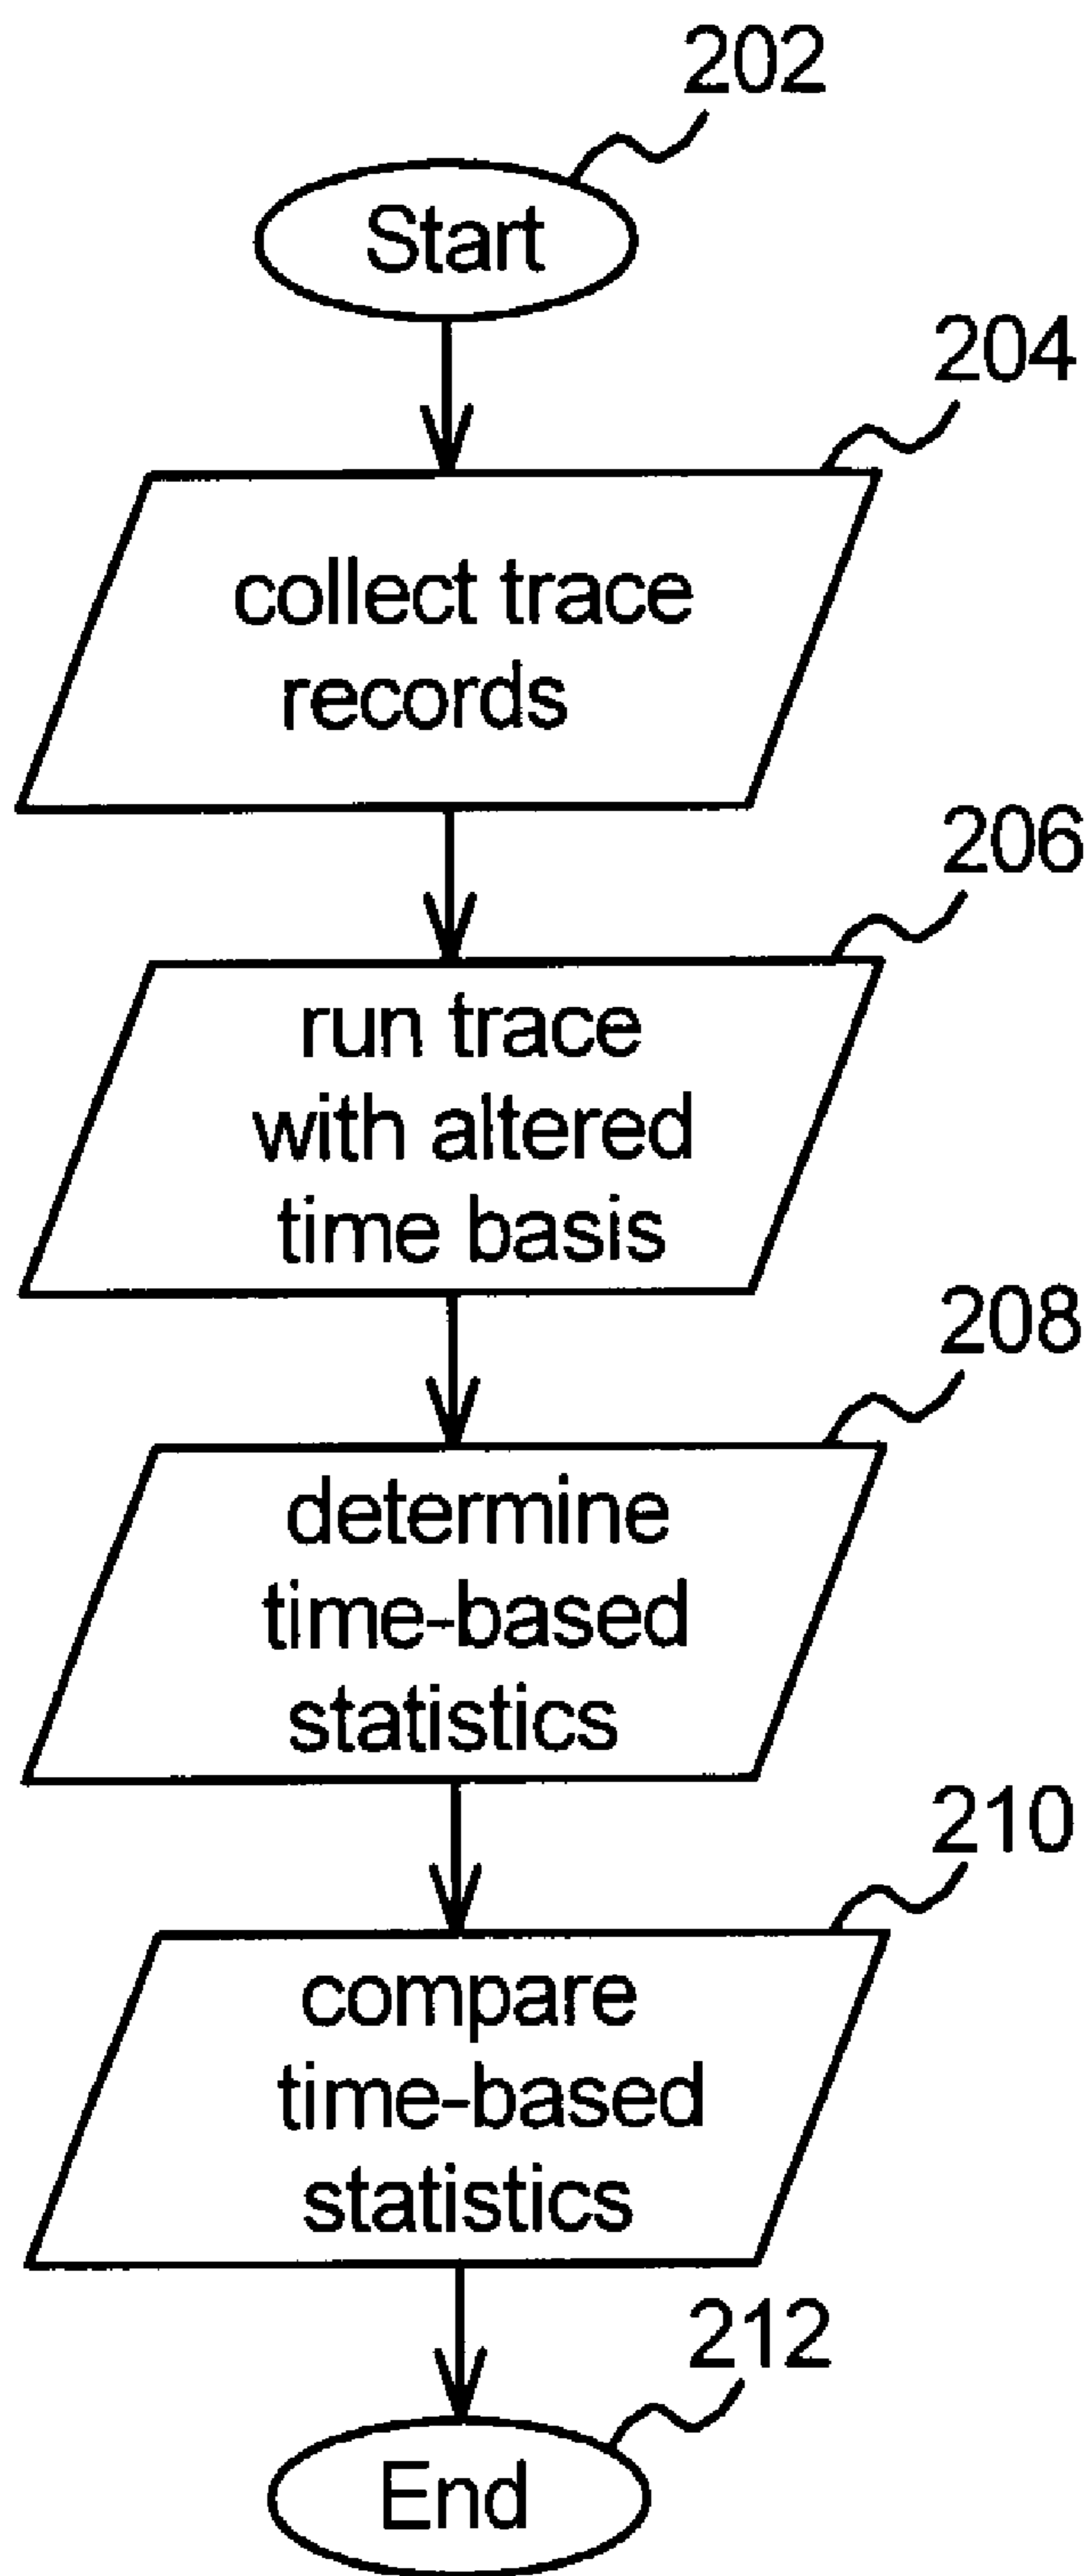 202
Start
204
collect trace
records
206
run trace
with altered
time basis
208
determine
time-based
statistics
210
compare
time-based
statistics
212
End